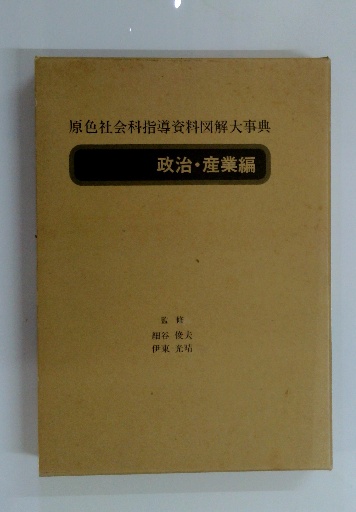 原色社会科指導資料図解大事典
政治・産業編
監修
細谷 俊夫
伊東 光晴